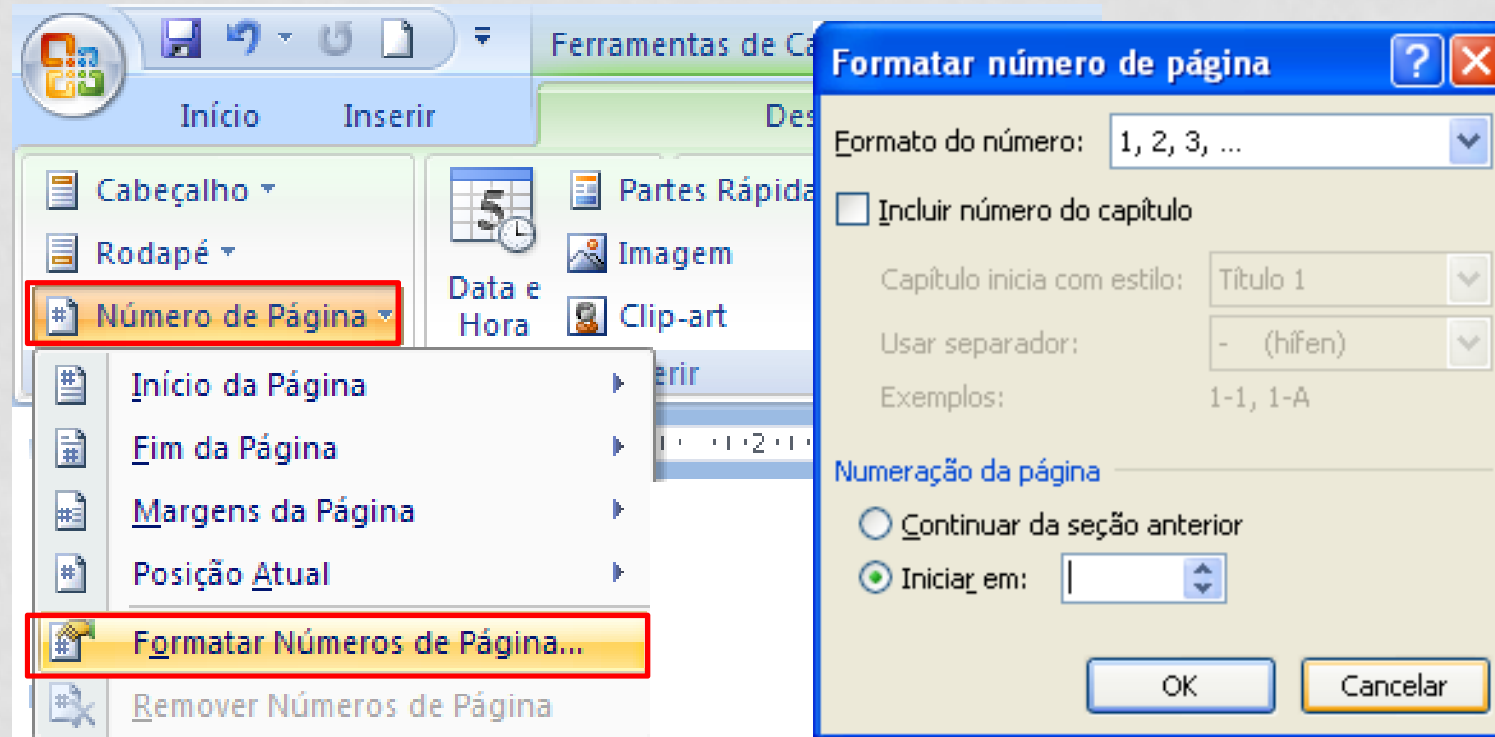 Ferramentas de Ca
Início Inserir Des
Cabeçalho
Rodapé
Número de Página
5
Data e
Hora
Partes Rápida
Imagem
Clip-art
erir
2
Início da Página
Fim da Página
Margens da Página
Posição Atual
Formatar Números de Página...
Remover Números de Página
Formatar número de página
Formato do número: 1, 2, 3, ...
Incluir número do capítulo
Capítulo inicia com estilo: Título 1
Usar separador: - (hífen)
Exemplos: 1-1, 1-A
Numeração da página
Continuar da seção anterior
Iniciar em:
OK Cancelar